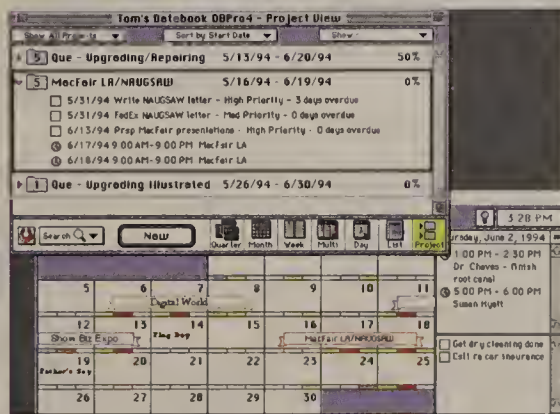 Tom's Datebook DBPro4 - Project View
Show All Projects Sort by Start Date Show:
5 Que - Upgrading/Repairing 5/13/94 - 6/20/94 50%
5 MacFair LA/NAUGSAW 5/16/94 - 6/19/94 0%
5/31/94 Write NAUGSAW letter - High Priority - 3 days overdue
5/31/94 FedEx NAUGSAW letter - Med Priority - 0 days overdue
6/13/94 Prep MacFair presentations - High Priority - 0 days overdue
6/17/94 9:00 AM-9:00 PM MacFair LA
6/18/94 9:00 AM-9:00 PM MacFair LA
1 Que - Upgrading Illustrated 5/26/94 - 6/30/94 0%
Search New Quarter Month Week Multi Day List Project
3:28 PM
June 2, 1994
1:00 PM - 2:30 PM
Dr Chaves - finish
root canal
5:00 PM - 6:00 PM
Susan Hyatt
Get dry cleaning done
Call re car insurance
5 6 7 8 9 10 11
Digital World
12 13 14 15 16 17 18
Show Biz Expo Flag Day MacFair LA/NAUGSAW
19 20 21 22 23 24 25
Father's Day
26 27 28 29 30